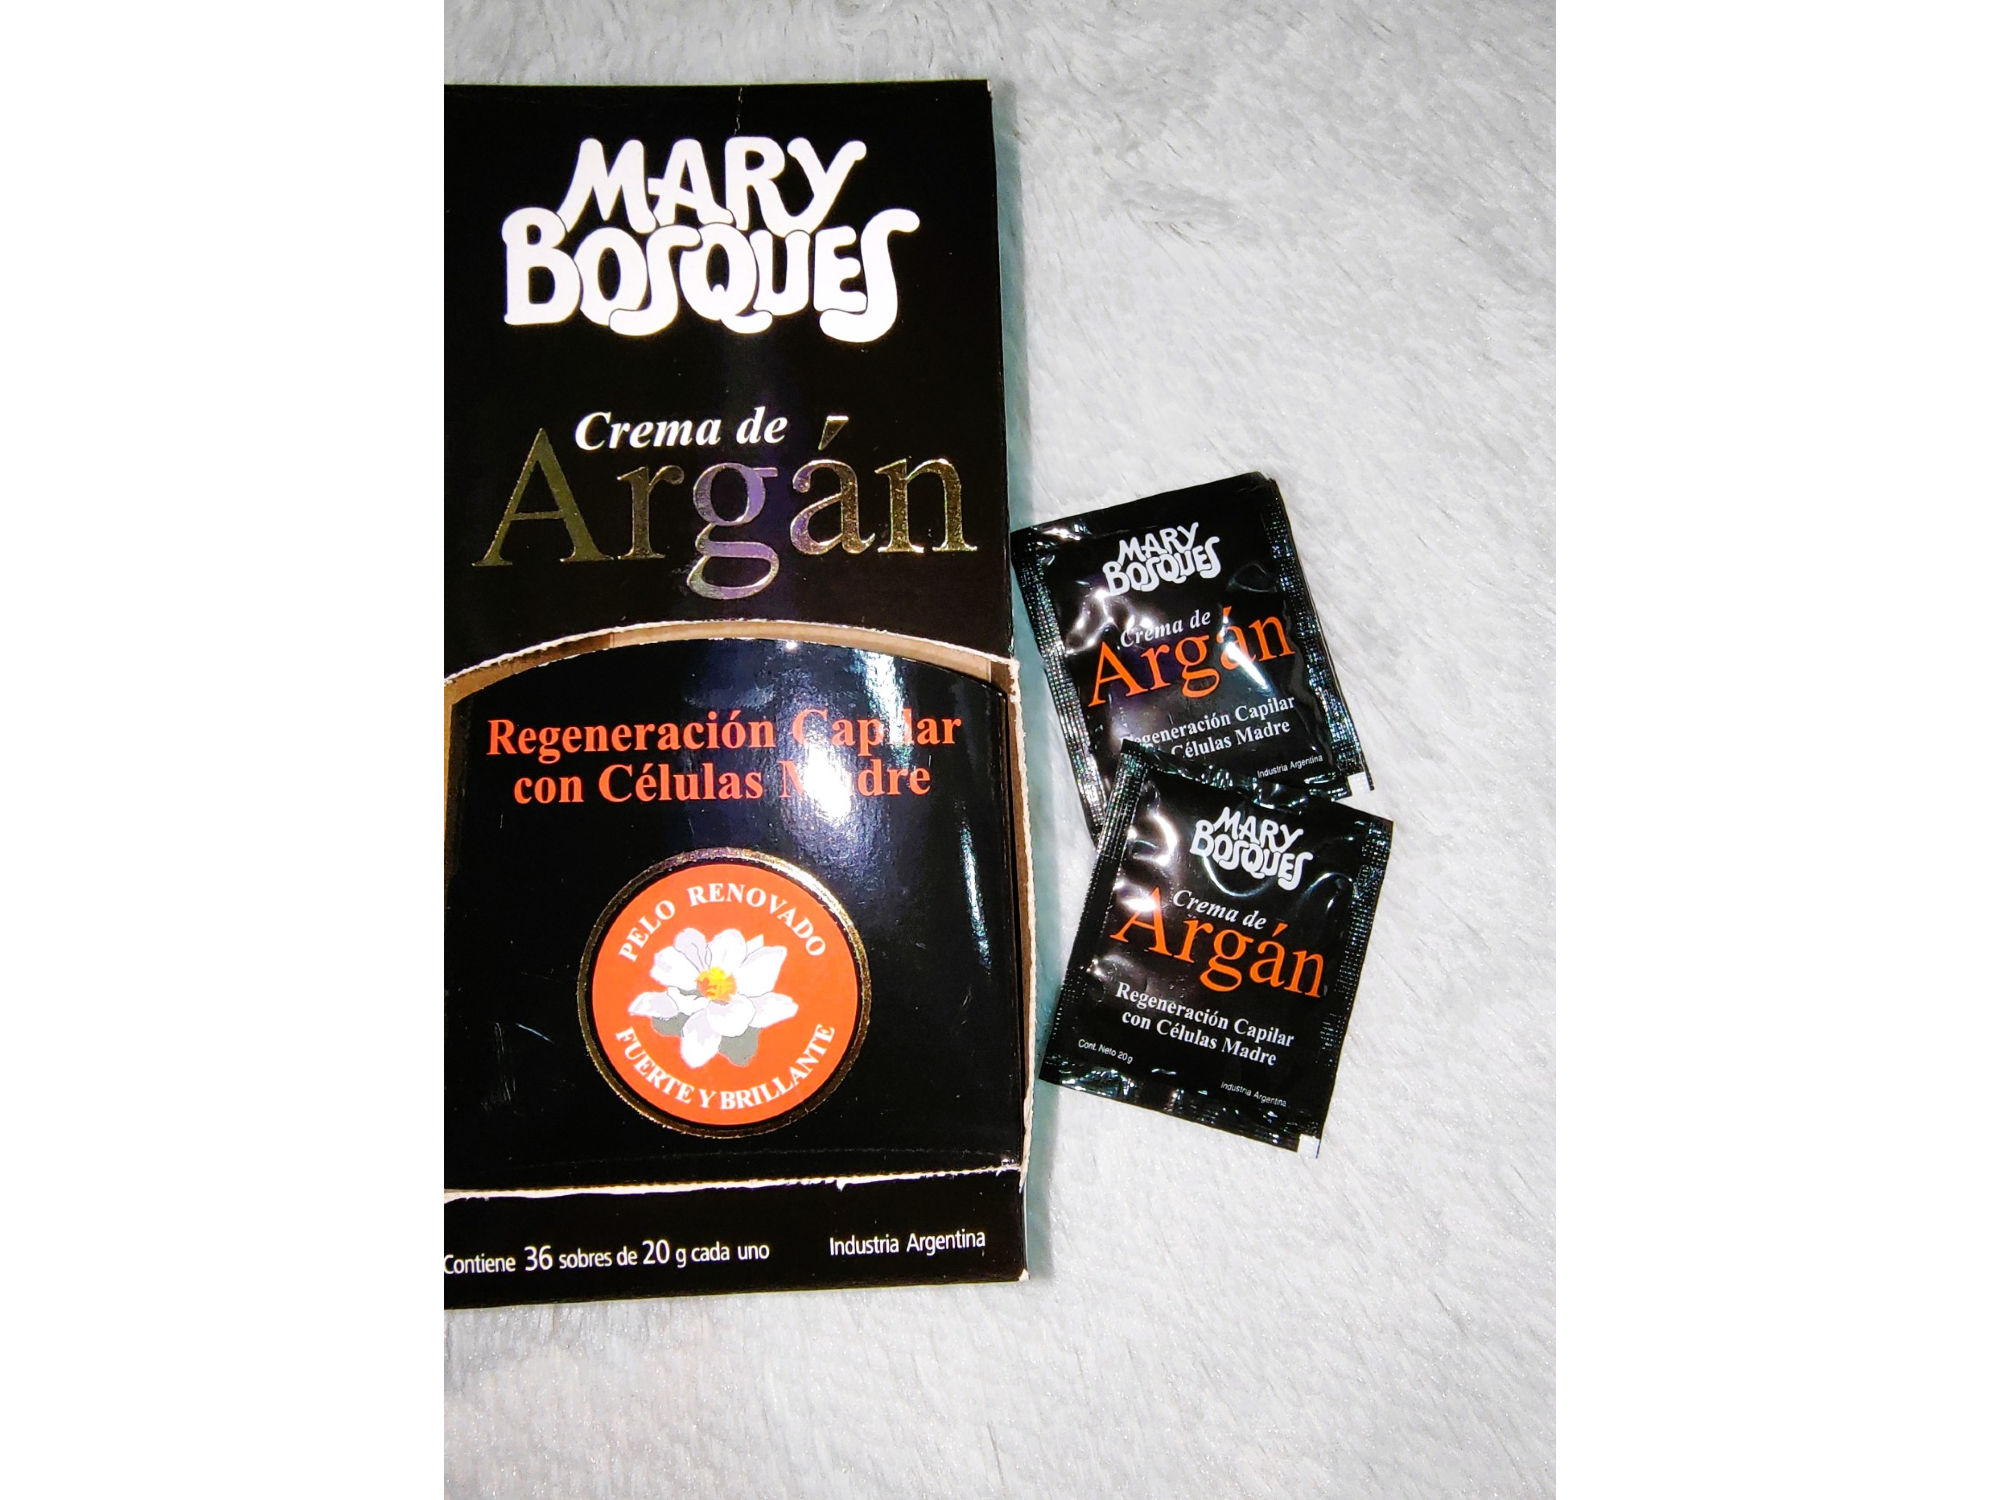 MARY
BOSQUES
Crema de
Argán
Regeneración Capilar
con Células Madre
PELO RENOVADO
FUERTE Y BRILLANTE
Contiene 36 sobres de 20 g cada uno
Industria Argentina
MARY
BOSQUES
Crema de
Argán
Regeneración Capilar
Células Madre
Industria Argentina
MARY
BOSQUES
Crema de
Argán
Regeneración Capilar
con Células Madre
Cont. Neto 20g
Industria Argentina